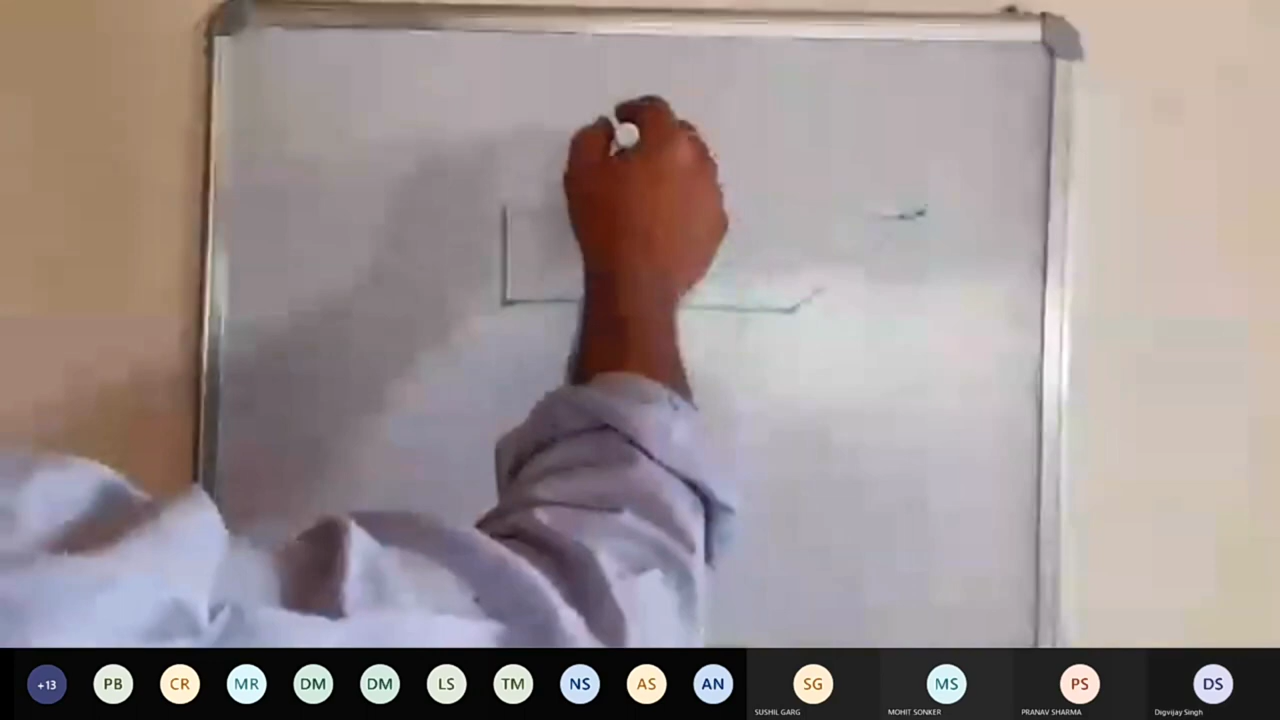 +13 PB CR MR DM DM LS TM NS AS AN SG MS PS DS
SUSHIL GARG MOHIT SONKER PRANAV SHARMA Digvijay Singh